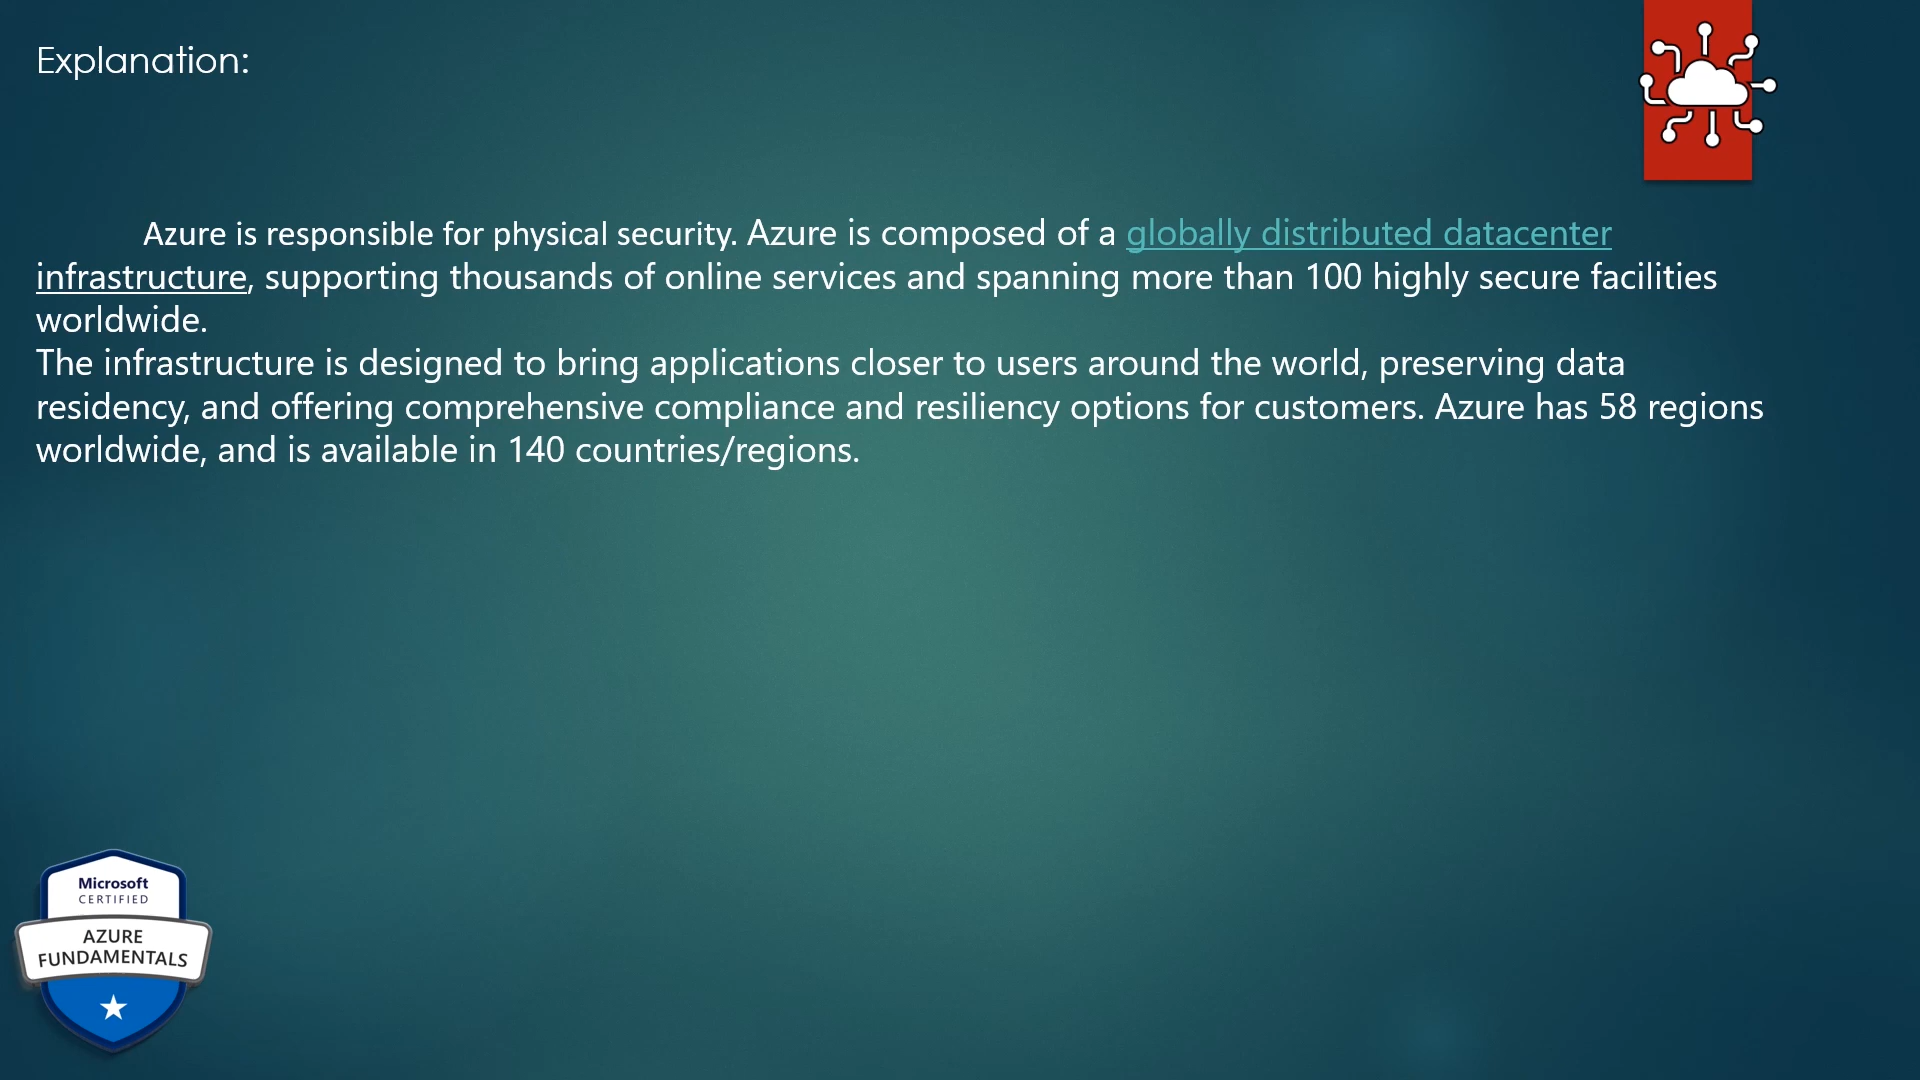 Explanation:
Azure is responsible for physical security. Azure is composed of a globally distributed datacenter
infrastructure, supporting thousands of online services and spanning more than 100 highly secure facilities
worldwide.
The infrastructure is designed to bring applications closer to users around the world, preserving data
residency, and offering comprehensive compliance and resiliency options for customers. Azure has 58 regions
worldwide, and is available in 140 countries/regions.
Microsoft
CERTIFIED
AZURE
FUNDAMENTALS